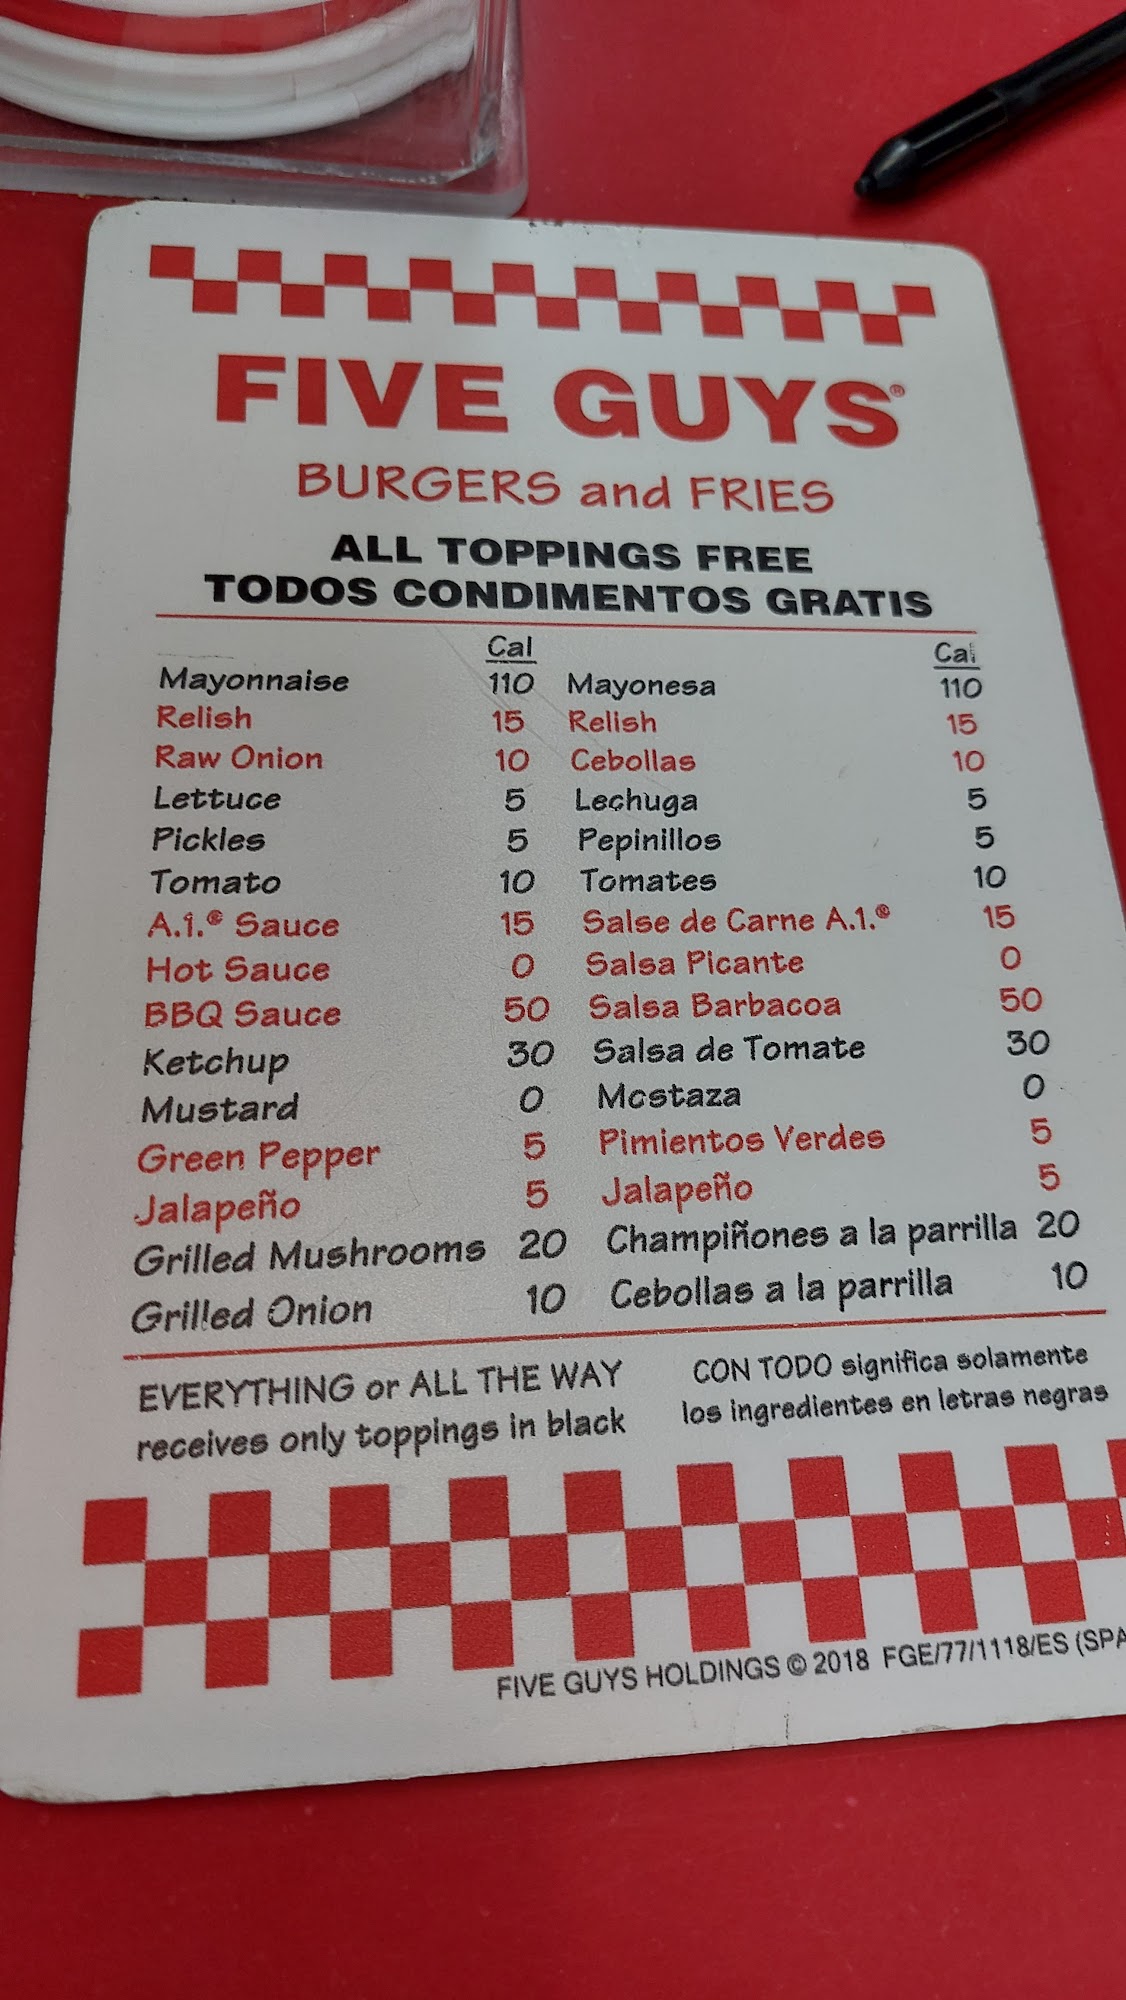 FIVE GUYS®
BURGERS and FRIES
ALL TOPPINGS FREE
TODOS CONDIMENTOS GRATIS
Cal Cal
Mayonnaise 110 Mayonesa 110
Relish 15 Relish 15
Raw Onion 10 Cebollas 10
Lettuce 5 Lechuga 5
Pickles 5 Pepinillos 5
Tomato 10 Tomates 10
A.1.® Sauce 15 Salse de Carne A.1.® 15
Hot Sauce 0 Salsa Picante 0
BBQ Sauce 50 Salsa Barbacoa 50
Ketchup 30 Salsa de Tomate 30
Mustard 0 Mostaza 0
Green Pepper 5 Pimientos Verdes 5
Jalapeño 5 Jalapeño 5
Grilled Mushrooms 20 Champiñones a la parrilla 20
Grilled Onion 10 Cebollas a la parrilla 10
EVERYTHING or ALL THE WAY
receives only toppings in black
CON TODO significa solamente
los ingredientes en letras negras
FIVE GUYS HOLDINGS © 2018 FGE/77/1118/ES (SPA